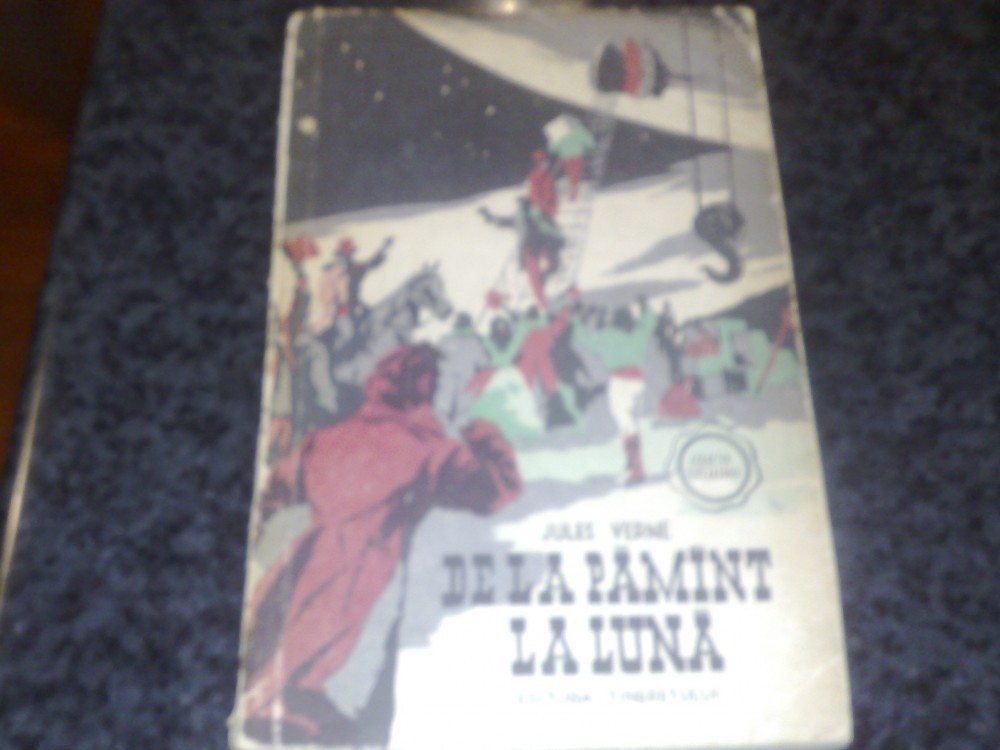 JULES VERNE
DE LA PĂMÎNT
LA LUNĂ
EDITURA TINERETULUI